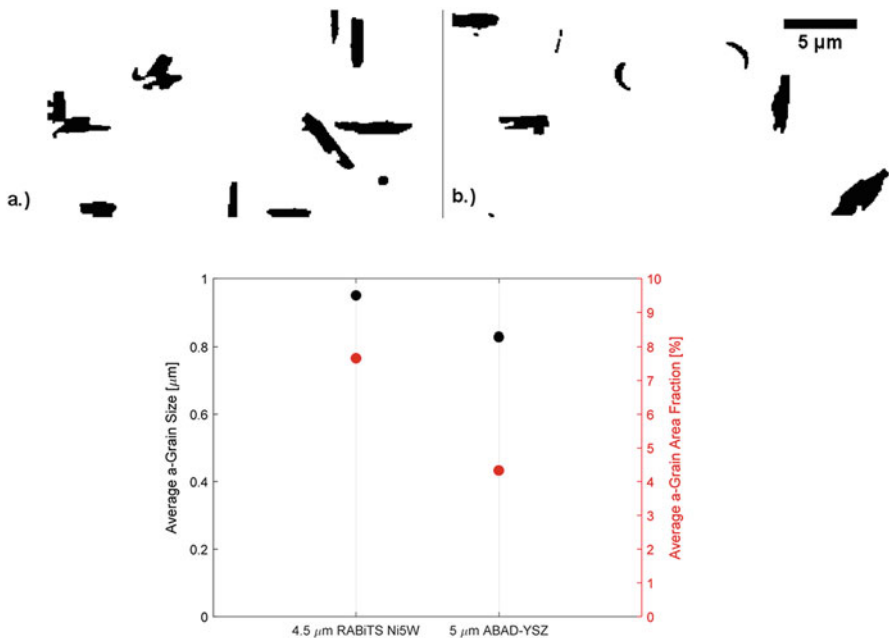 5 µm
a.)
b.)
1
0.8
0.6
0.4
0.2
0
Average a-Grain Size [µm]
10
9
8
7
6
5
4
3
2
1
0
Average a-Grain Area Fraction [%]
4.5 µm RABiTS Ni5W
5 µm ABAD-YSZ